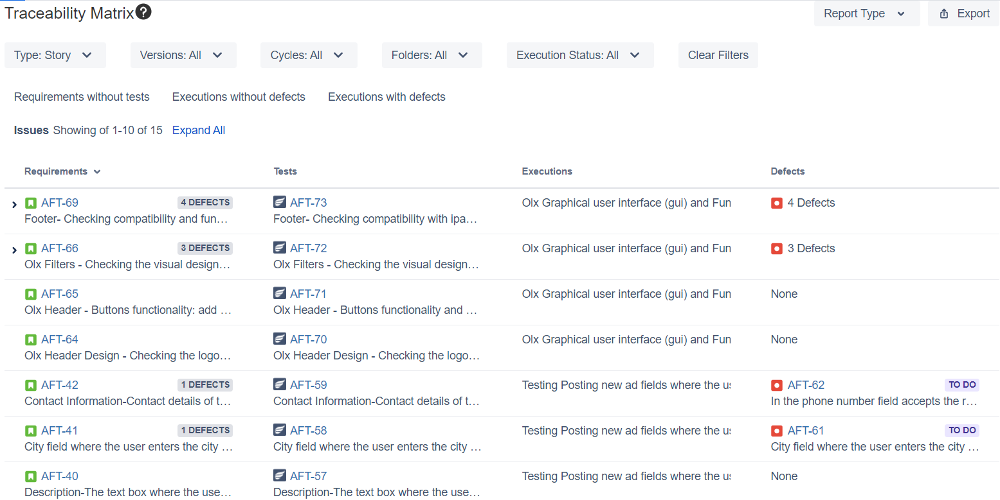 Traceability Matrix ?
Report Type
Export
Type: Story
Versions: All
Cycles: All
Folders: All
Execution Status: All
Clear Filters
Requirements without tests
Executions without defects
Executions with defects
Issues Showing of 1-10 of 15 Expand All
Requirements Tests Executions Defects
AFT-69 4 DEFECTS AFT-73 Olx Graphical user interface (gui) and Fun 4 Defects
Footer- Checking compatibility and fun… Footer- Checking compatibility with ipa…
AFT-66 3 DEFECTS AFT-72 Olx Graphical user interface (gui) and Fun 3 Defects
Olx Filters - Checking the visual design… Olx Filters - Checking the visual design…
AFT-65 AFT-71 Olx Graphical user interface (gui) and Fun None
Olx Header - Buttons functionality: add … Olx Header - Buttons functionality and …
AFT-64 AFT-70 Olx Graphical user interface (gui) and Fun None
Olx Header Design - Checking the logo… Olx Header Design - Checking the logo…
AFT-42 1 DEFECTS AFT-59 Testing Posting new ad fields where the us AFT-62 TO DO
Contact Information-Contact details of t… Contact Information-Contact details of t… In the phone number field accepts the r…
AFT-41 1 DEFECTS AFT-58 Testing Posting new ad fields where the us AFT-61 TO DO
City field where the user enters the city … City field where the user enters the city … City field where the user enters the city …
AFT-40 AFT-57 Testing Posting new ad fields where the us None
Description-The text box where the use… Description-The text box where the use…